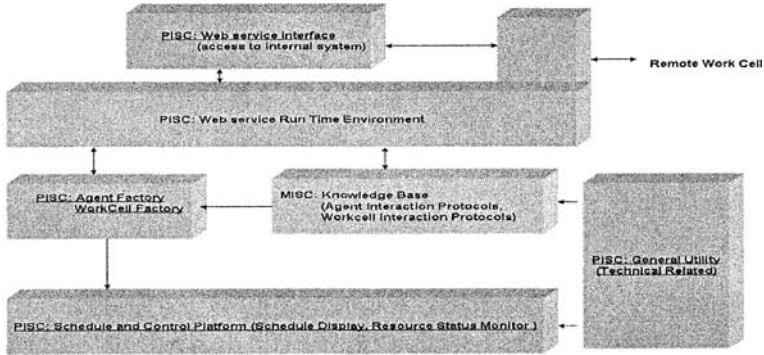 PISC: Web service Interface
(access to internal system)
Remote Work Cell
PISC: Web service Run Time Environment
PISC: Agent Factory
WorkCell Factory
MISC: Knowledge Base
(Agent Interaction Protocols,
Workcell Interaction Protocols)
PISC: General Utility
(Technical Related)
PISC: Schedule and Control Platform (Schedule Display, Resource Status Monitor )